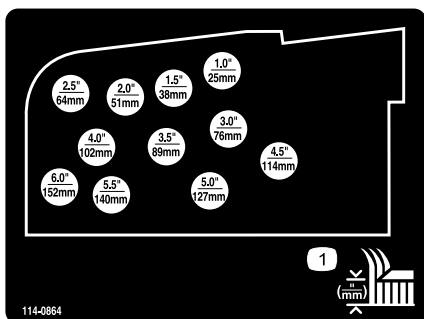 1.0"
25mm
1.5"
38mm
2.0"
51mm
2.5"
64mm
3.0"
76mm
3.5"
89mm
4.0"
102mm
4.5"
114mm
5.0"
127mm
5.5"
140mm
6.0"
152mm
1
"
(mm)
114-0864